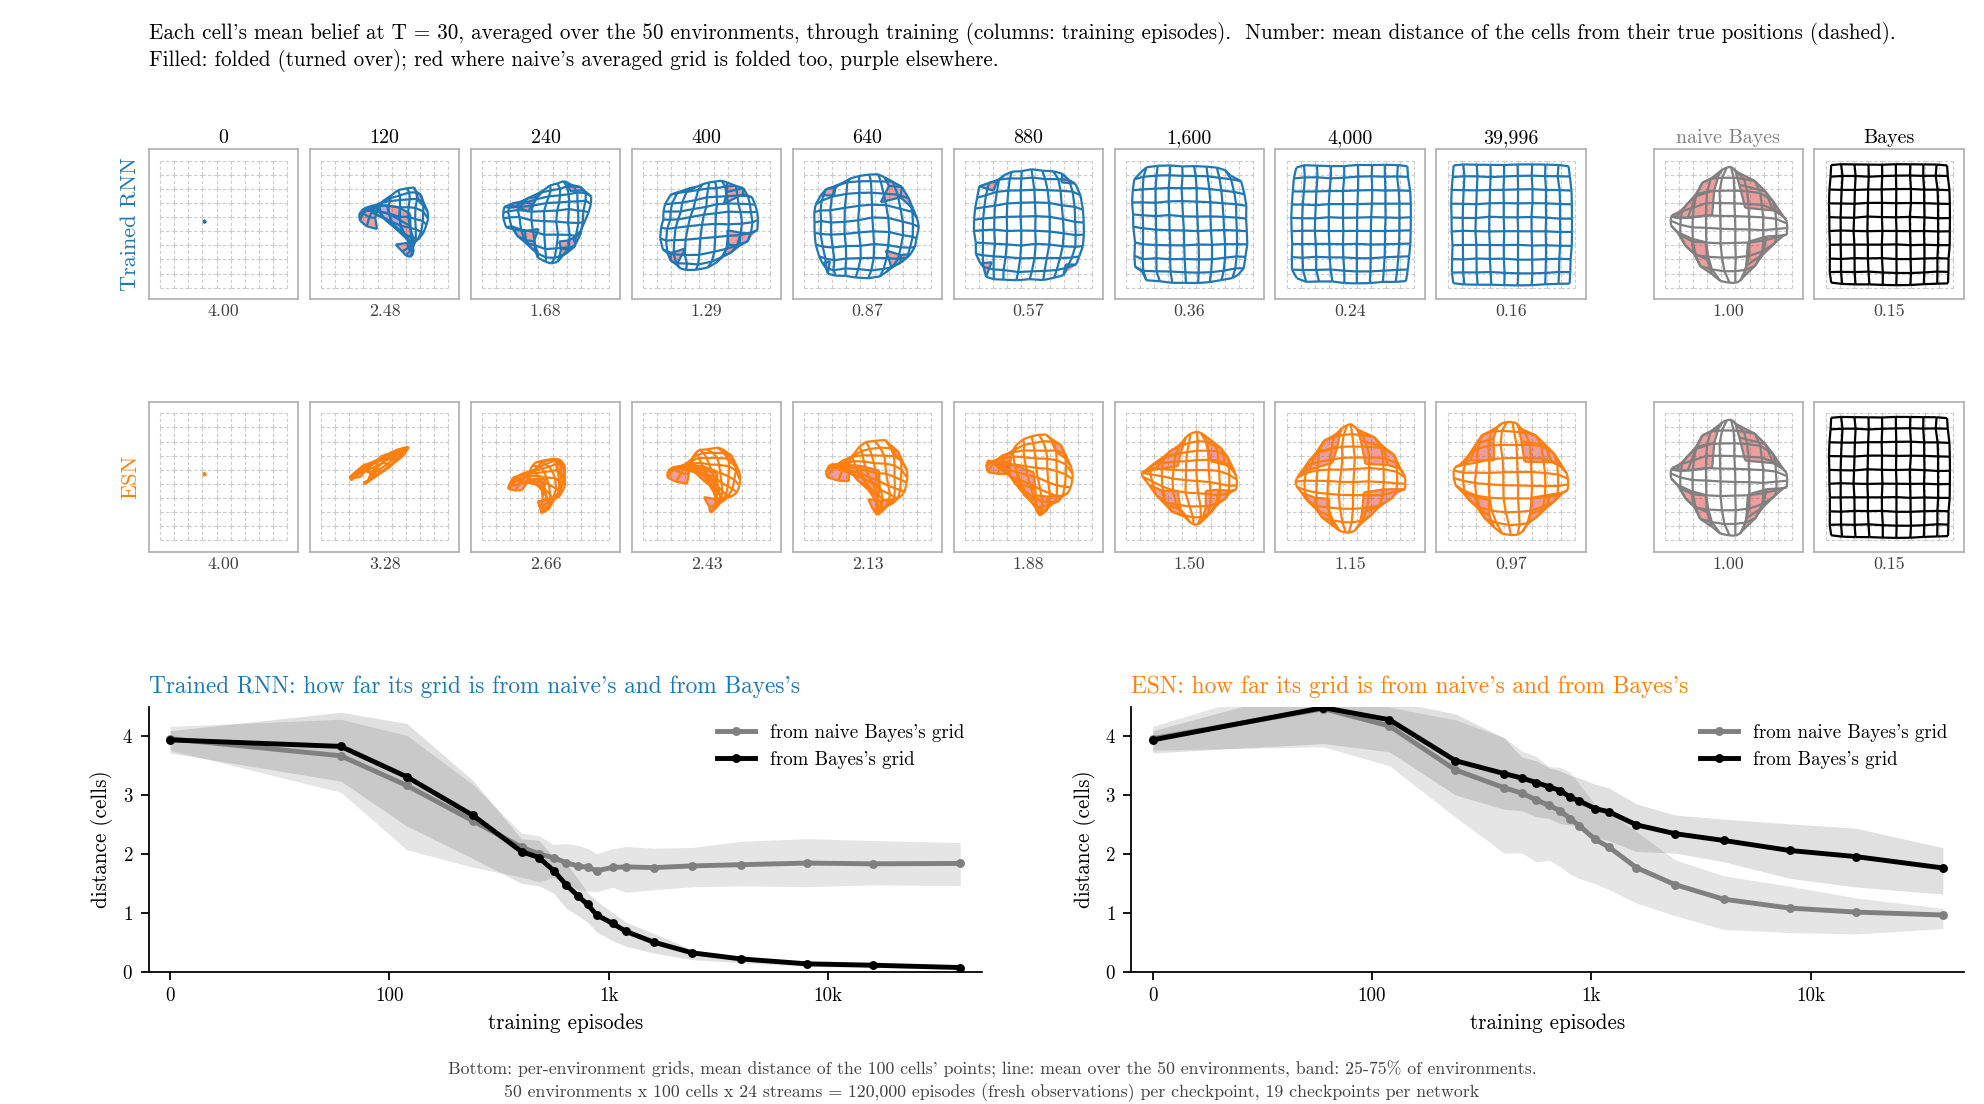 Each cell's mean belief at T = 30, averaged over the 50 environments, through training (columns: training episodes). Number: mean distance of the cells from their true positions (dashed).
Filled: folded (turned over); red where naive's averaged grid is folded too, purple elsewhere.
0 120 240 400 640 880 1,600 4,000 39,996 naive Bayes Bayes
Trained RNN
4.00 2.48 1.68 1.29 0.87 0.57 0.36 0.24 0.16 1.00 0.15
ESN
4.00 3.28 2.66 2.43 2.13 1.88 1.50 1.15 0.97 1.00 0.15
Trained RNN: how far its grid is from naive's and from Bayes's
distance (cells)
4
3
2
1
0
from naive Bayes's grid
from Bayes's grid
0 100 1k 10k
training episodes
ESN: how far its grid is from naive's and from Bayes's
distance (cells)
4
3
2
1
0
from naive Bayes's grid
from Bayes's grid
0 100 1k 10k
training episodes
Bottom: per-environment grids, mean distance of the 100 cells' points; line: mean over the 50 environments, band: 25-75% of environments.
50 environments x 100 cells x 24 streams = 120,000 episodes (fresh observations) per checkpoint, 19 checkpoints per network